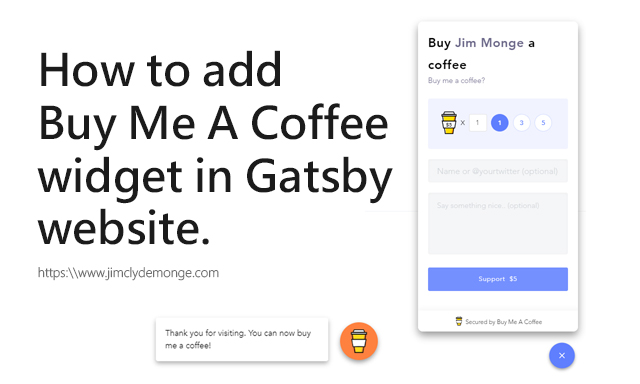 How to add
Buy Me A Coffee
widget in Gatsby
website.
https:\\www.jimclydemonge.com
Thank you for visiting. You can now buy
me a coffee!
Buy Jim Monge a
coffee
Buy me a coffee?
$5 X 1 1 3 5
Name or @yourtwitter (optional)
Say something nice.. (optional)
Support $5
Secured by Buy Me A Coffee
×